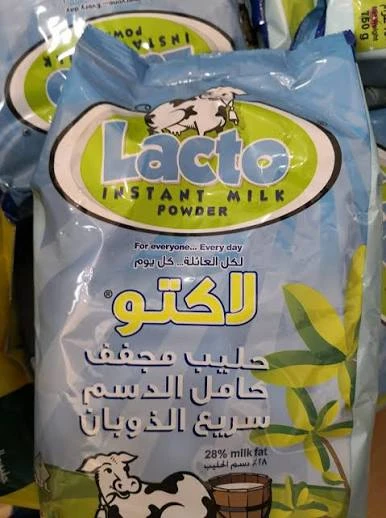 Lacto
INSTANT MILK
POWDER
For everyone... Every day
لكل العائلة... كل يوم
لاكتو®
حليب مجفف
كامل الدسم
سريع الذوبان
28% milk fat
٢٨٪ دسم الحليب
750 g